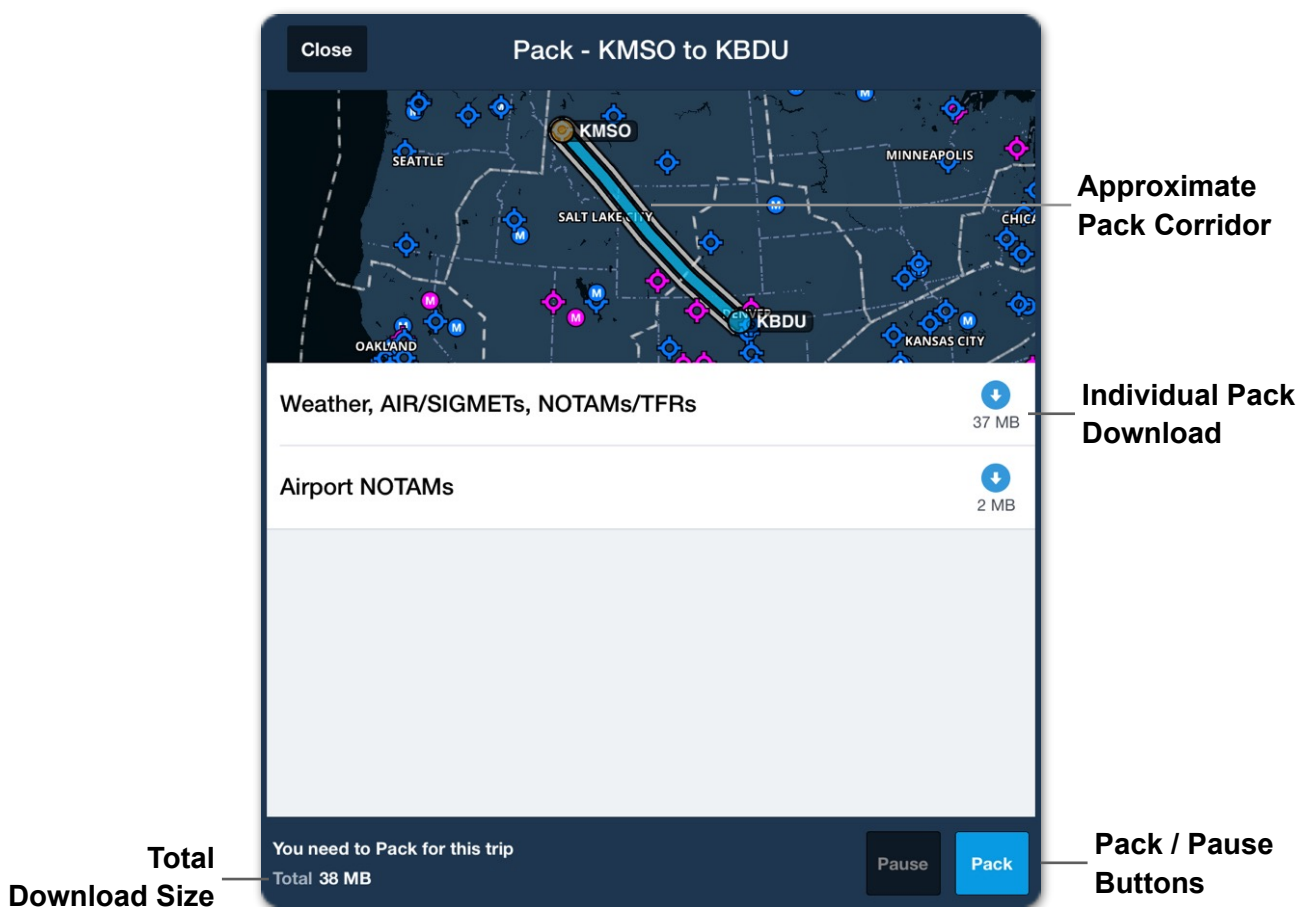 Close
Pack - KMSO to KBDU
KMSO
SEATTLE
MINNEAPOLIS
M
Approximate
Pack Corridor
SALT LAKE CITY
M
CHICA
M
M
M
M
M
M
DENVER
KBDU
OAKLAND
KANSAS CITY
Weather, AIR/SIGMETs, NOTAMs/TFRs
37 MB
Individual Pack
Download
Airport NOTAMs
2 MB
You need to Pack for this trip
Total 38 MB
Pause
Pack
Total
Download Size
Pack / Pause
Buttons